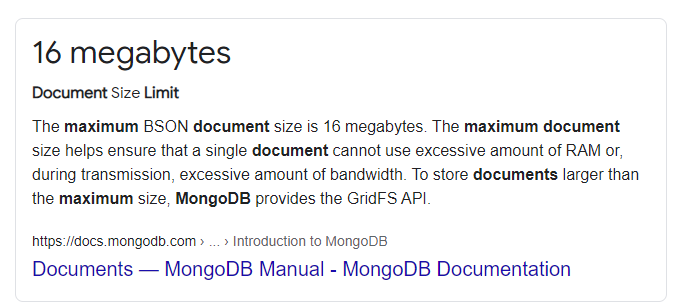 16 megabytes
Document Size Limit
The maximum BSON document size is 16 megabytes. The maximum document
size helps ensure that a single document cannot use excessive amount of RAM or,
during transmission, excessive amount of bandwidth. To store documents larger than
the maximum size, MongoDB provides the GridFS API.
https://docs.mongodb.com › ... › Introduction to MongoDB
Documents — MongoDB Manual - MongoDB Documentation